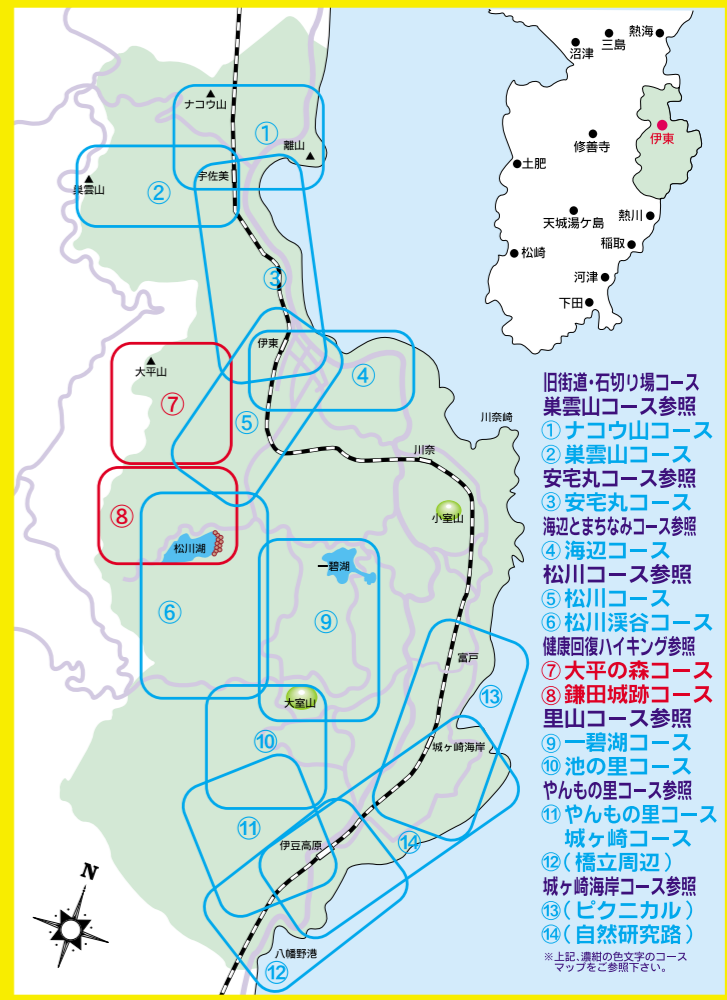 ナコウ山
①
離山
宇佐美
巣雲山
②
③
伊東
④
大平山
⑦
⑤
川奈崎
川奈
⑧
小室山
松川湖
一碧湖
⑥
⑨
富戸
⑬
大室山
⑩
城ヶ崎海岸
⑪
伊豆高原
⑭
八幡野港
⑫
N
熱海
三島
沼津
伊東
修善寺
土肥
天城湯ケ島
熱川
稲取
松崎
河津
下田
旧街道・石切り場コース
巣雲山コース参照
①ナコウ山コース
②巣雲山コース
安宅丸コース参照
③安宅丸コース
海辺とまちなみコース参照
④海辺コース
松川コース参照
⑤松川コース
⑥松川渓谷コース
健康回復ハイキング参照
⑦大平の森コース
⑧鎌田城跡コース
里山コース参照
⑨一碧湖コース
⑩池の里コース
やんもの里コース参照
⑪やんもの里コース
城ヶ崎コース
⑫(橋立周辺)
城ヶ崎海岸コース参照
⑬(ピクニカル)
⑭(自然研究路)
※上記、濃紺の色文字のコース
マップをご参照下さい。